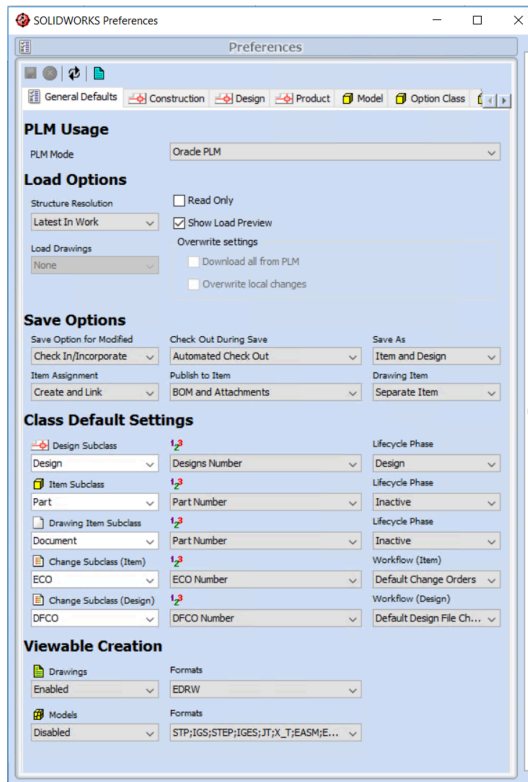 SOLIDWORKS Preferences
Preferences
General Defaults Construction Design Product Model Option Class
PLM Usage
PLM Mode Oracle PLM
Load Options
Structure Resolution Read Only
Latest In Work Show Load Preview
Load Drawings Overwrite settings
None Download all from PLM
Overwrite local changes
Save Options
Save Option for Modified Check Out During Save Save As
Check In/Incorporate Automated Check Out Item and Design
Item Assignment Publish to Item Drawing Item
Create and Link BOM and Attachments Separate Item
Class Default Settings
Design Subclass 123 Lifecycle Phase
Design Designs Number Design
Item Subclass 123 Lifecycle Phase
Part Part Number Inactive
Drawing Item Subclass 123 Lifecycle Phase
Document Part Number Inactive
Change Subclass (Item) 123 Workflow (Item)
ECO ECO Number Default Change Orders
Change Subclass (Design) 123 Workflow (Design)
DFCO DFCO Number Default Design File Ch...
Viewable Creation
Drawings Formats
Enabled EDRW
Models Formats
Disabled STP;IGS;STEP;IGES;JT;X_T;EASM;E...